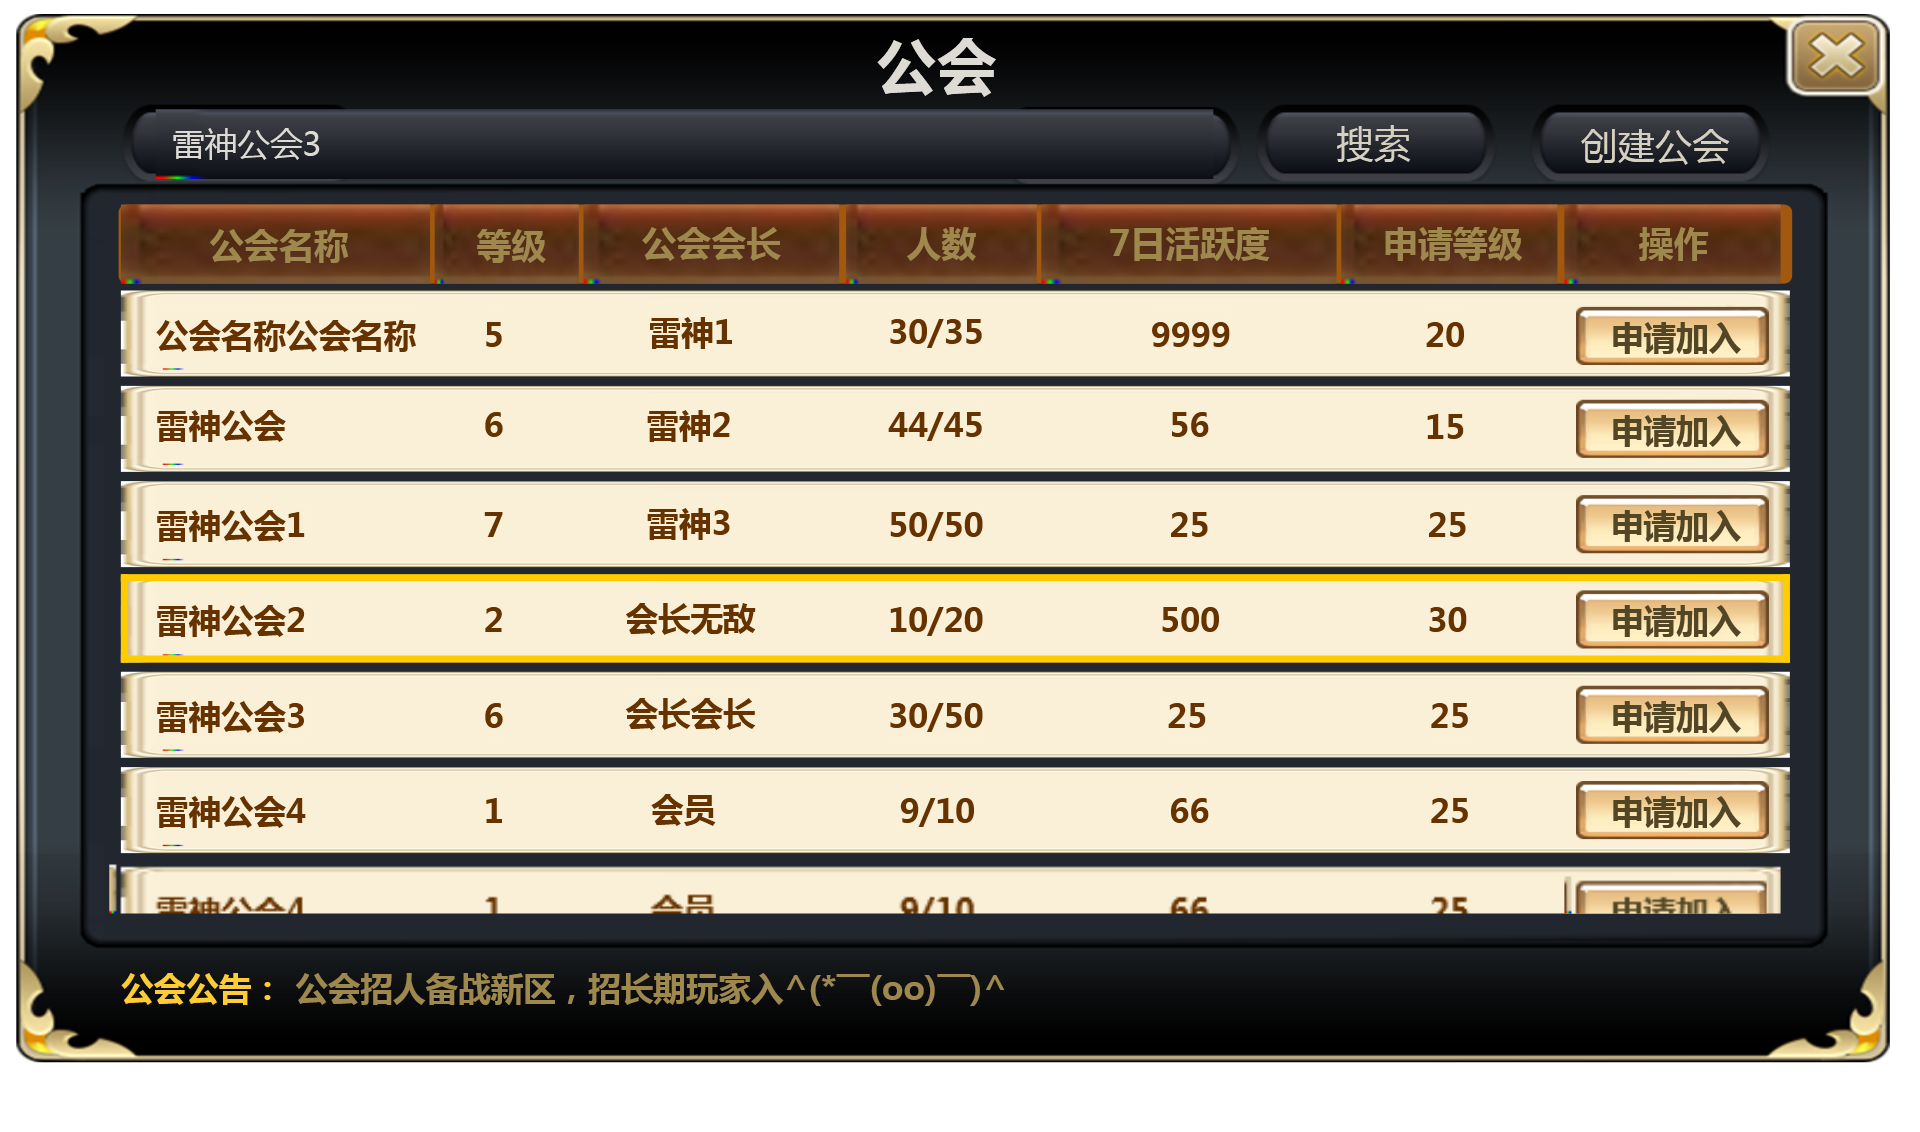 公会
雷神公会3 搜索 创建公会
公会名称 等级 公会会长 人数 7日活跃度 申请等级 操作
公会名称公会名称 5 雷神1 30/35 9999 20 申请加入
雷神公会 6 雷神2 44/45 56 15 申请加入
雷神公会1 7 雷神3 50/50 25 25 申请加入
雷神公会2 2 会长无敌 10/20 500 30 申请加入
雷神公会3 6 会长会长 30/50 25 25 申请加入
雷神公会4 1 会员 9/10 66 25 申请加入
雷神公会4 1 会员 9/10 66 25 申请加入
公会公告： 公会招人备战新区，招长期玩家入^(*￣(oo)￣)^